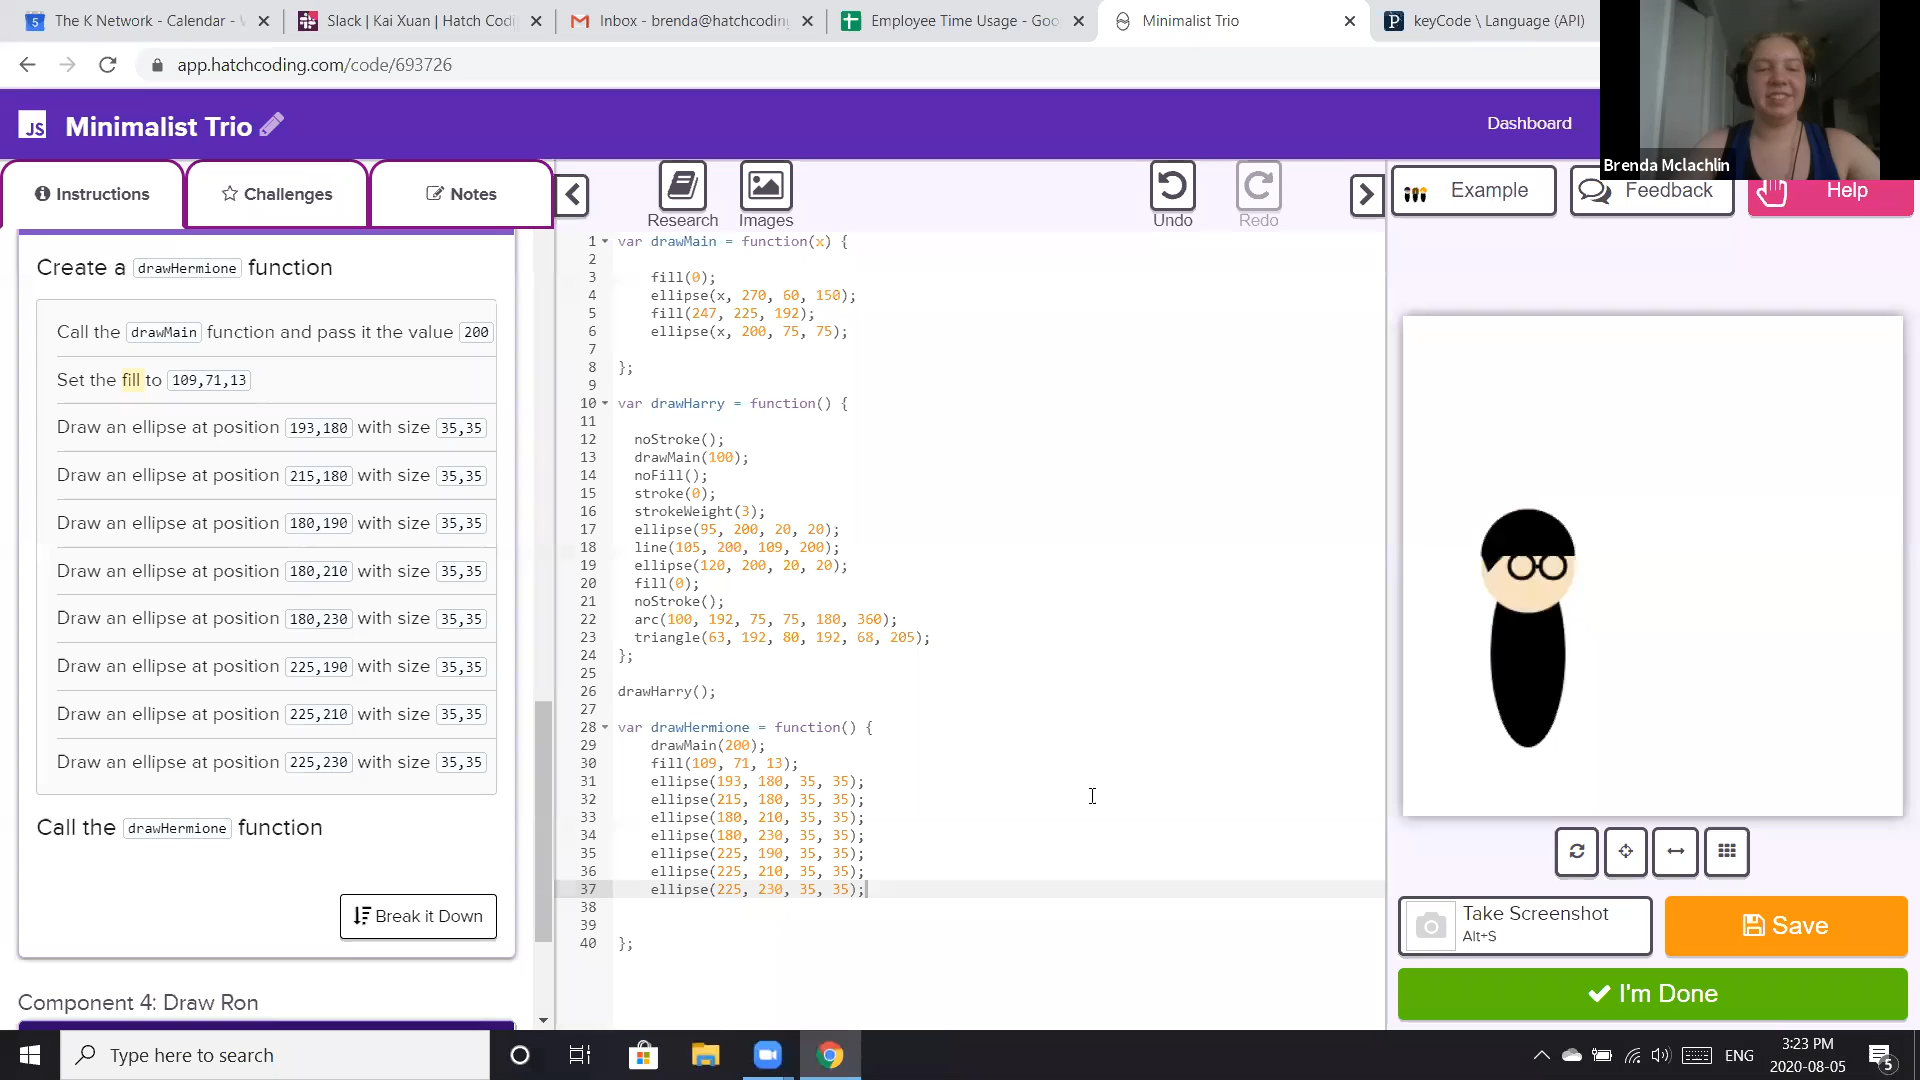 The K Network - Calendar -
Slack | Kai Xuan | Hatch Codi
Inbox - brenda@hatchcoding
Employee Time Usage - Goo
Minimalist Trio
keyCode \ Language (API)
app.hatchcoding.com/code/693726
JS
Minimalist Trio
Dashboard
Brenda Mclachlin
Instructions
Challenges
Notes
Research
Images
Undo
Redo
Example
Feedback
Help
Create a drawHermione function
Call the drawMain function and pass it the value 200
Set the fill to 109,71,13
Draw an ellipse at position 193,180 with size 35,35
Draw an ellipse at position 215,180 with size 35,35
Draw an ellipse at position 180,190 with size 35,35
Draw an ellipse at position 180,210 with size 35,35
Draw an ellipse at position 180,230 with size 35,35
Draw an ellipse at position 225,190 with size 35,35
Draw an ellipse at position 225,210 with size 35,35
Draw an ellipse at position 225,230 with size 35,35
Call the drawHermione function
Break it Down
Component 4: Draw Ron
1 var drawMain = function(x) {
2
3 fill(0);
4 ellipse(x, 270, 60, 150);
5 fill(247, 225, 192);
6 ellipse(x, 200, 75, 75);
7
8 };
9
10 var drawHarry = function() {
11
12 noStroke();
13 drawMain(100);
14 noFill();
15 stroke(0);
16 strokeWeight(3);
17 ellipse(95, 200, 20, 20);
18 line(105, 200, 109, 200);
19 ellipse(120, 200, 20, 20);
20 fill(0);
21 noStroke();
22 arc(100, 192, 75, 75, 180, 360);
23 triangle(63, 192, 80, 192, 68, 205);
24 };
25
26 drawHarry();
27
28 var drawHermione = function() {
29 drawMain(200);
30 fill(109, 71, 13);
31 ellipse(193, 180, 35, 35);
32 ellipse(215, 180, 35, 35);
33 ellipse(180, 210, 35, 35);
34 ellipse(180, 230, 35, 35);
35 ellipse(225, 190, 35, 35);
36 ellipse(225, 210, 35, 35);
37 ellipse(225, 230, 35, 35);
38
39
40 };
Take Screenshot
Alt+S
Save
I'm Done
Type here to search
ENG
3:23 PM
2020-08-05
5